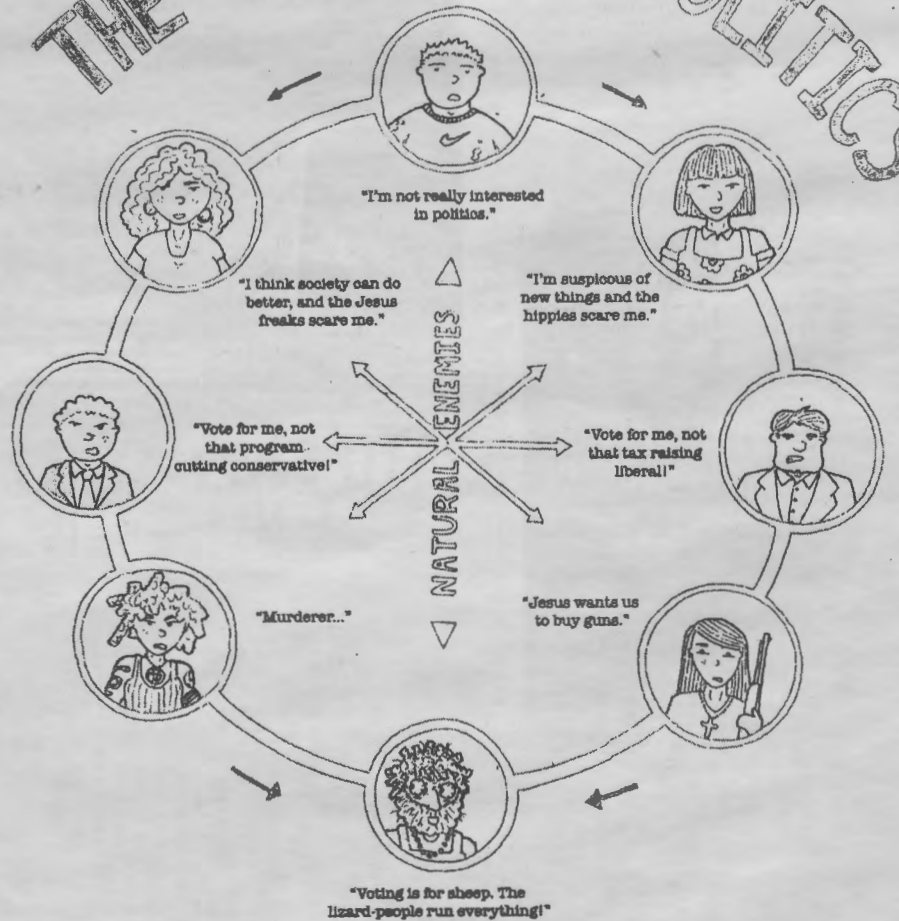 THE
OLITICS
"I'm not really interested
in politics."
"I think society can do
better, and the Jesus
freaks scare me."
"I'm suspicous of
new things and the
hippies scare me."
NATURAL ENEMIES
"Vote for me, not
that program
cutting conservative!"
"Vote for me, not
that tax raising
liberal!"
"Murderer..."
"Jesus wants us
to buy guns."
"Voting is for sheep. The
lizard-people run everything!"